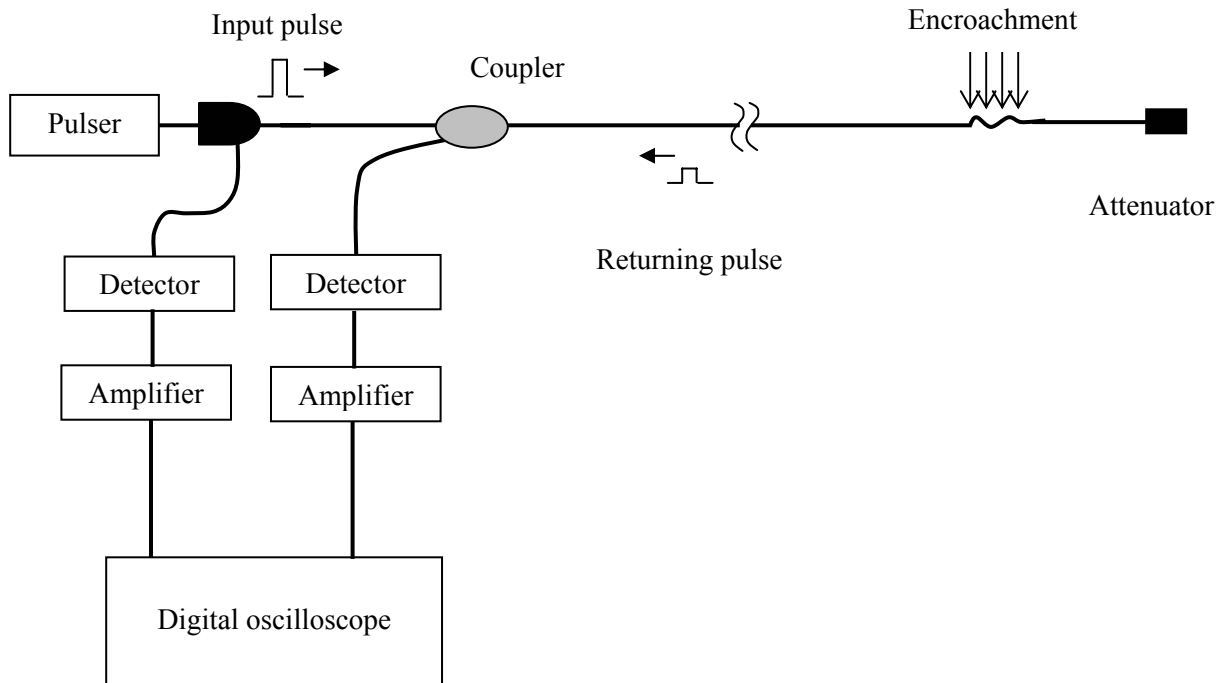 Input pulse
Encroachment
Coupler
Pulser
Attenuator
Returning pulse
Detector
Detector
Amplifier
Amplifier
Digital oscilloscope